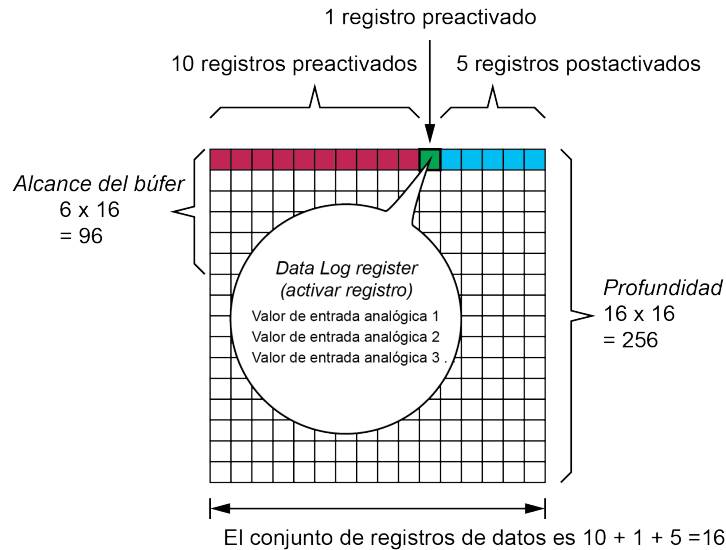 1 registro preactivado
10 registros preactivados
5 registros postactivados
Alcance del búfer
6 x 16
= 96
Data Log register
(activar registro)
Valor de entrada analógica 1
Valor de entrada analógica 2
Valor de entrada analógica 3 .
Profundidad
16 x 16
= 256
El conjunto de registros de datos es 10 + 1 + 5 =16